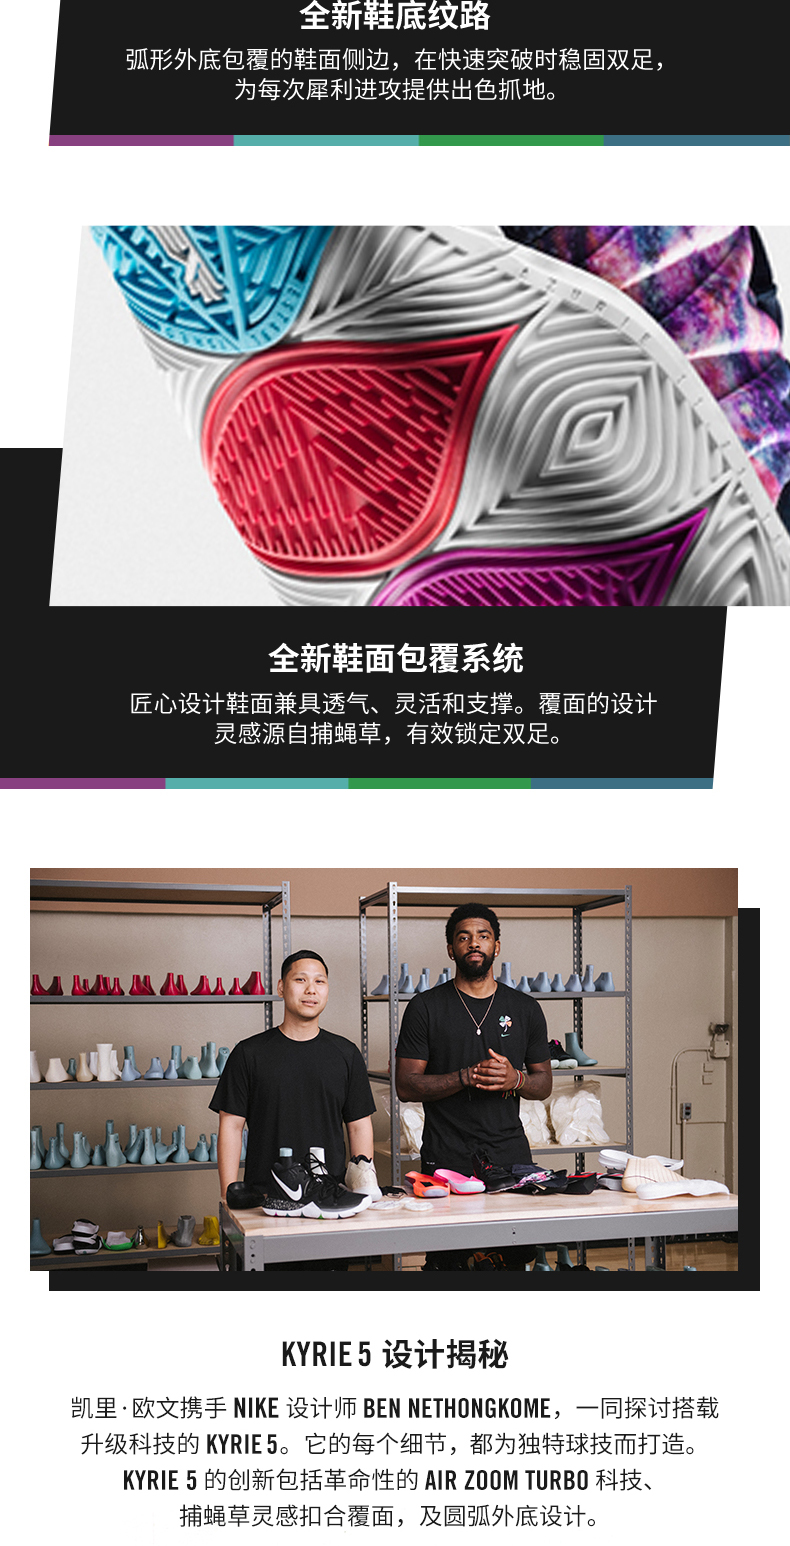 全新鞋底纹路
弧形外底包覆的鞋面侧边，在快速突破时稳固双足，
为每次犀利进攻提供出色抓地。
全新鞋面包覆系统
匠心设计鞋面兼具透气、灵活和支撑。覆面的设计
灵感源自捕蝇草，有效锁定双足。
KYRIE 5 设计揭秘
凯里·欧文携手 NIKE 设计师 BEN NETHONGKOME，一同探讨搭载
升级科技的 KYRIE 5。它的每个细节，都为独特球技而打造。
KYRIE 5 的创新包括革命性的 AIR ZOOM TURBO 科技、
捕蝇草灵感扣合覆面，及圆弧外底设计。